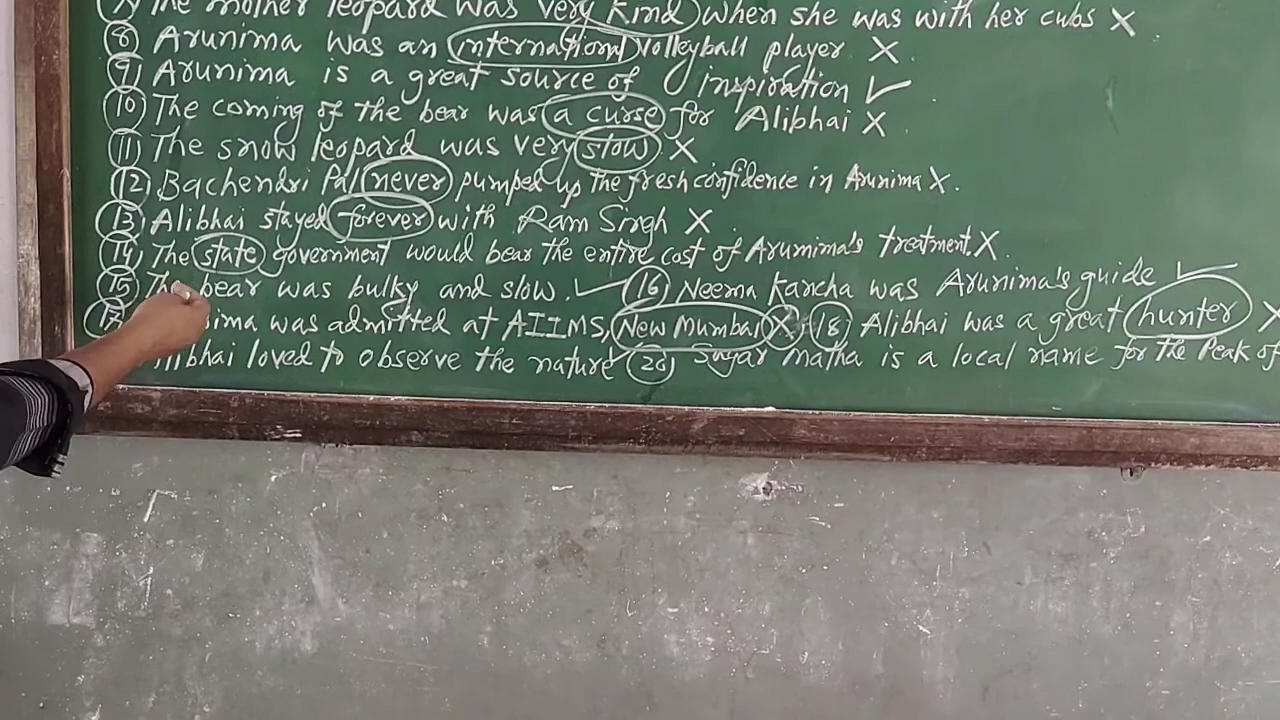 7) The mother leopard was very kind when she was with her cubs X
8) Arunima was an international volleyball player X
9) Arunima is a great source of inspiration ✓
10) The coming of the bear was a curse for Alibhai X
11) The snow leopard was very slow X
12) Bachendri Pal never pumped up the fresh confidence in Arunima X.
13) Alibhai stayed forever with Ram Singh X
14) The state government would bear the entire cost of Arunima's treatment. X
15) The bear was bulky and slow. ✓ 16) Neema Kancha was Arunima's guide ✓
was admitted at AIIMS, New Mumbai X 18) Alibhai was a great hunter X
loved to observe the nature ✓ 20) Sagar matha is a local name for the Peak of